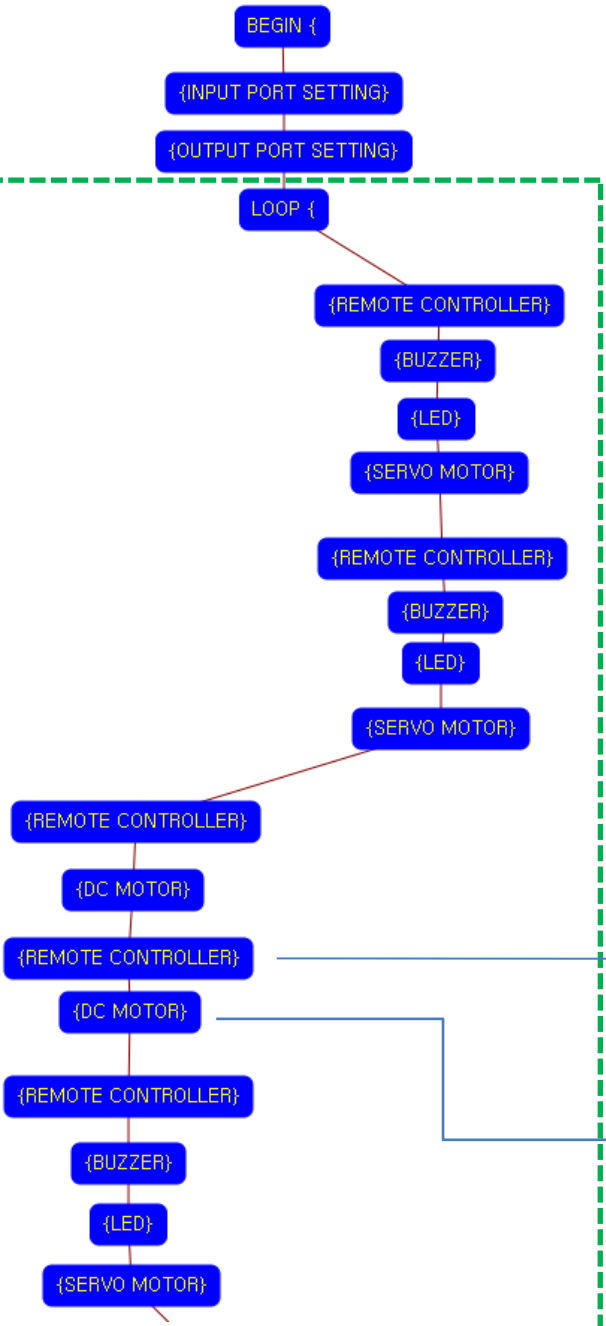 BEGIN {
{INPUT PORT SETTING}
{OUTPUT PORT SETTING}
LOOP {
{REMOTE CONTROLLER}
{BUZZER}
{LED}
{SERVO MOTOR}
{REMOTE CONTROLLER}
{BUZZER}
{LED}
{SERVO MOTOR}
{REMOTE CONTROLLER}
{DC MOTOR}
{REMOTE CONTROLLER}
{DC MOTOR}
{REMOTE CONTROLLER}
{BUZZER}
{LED}
{SERVO MOTOR}